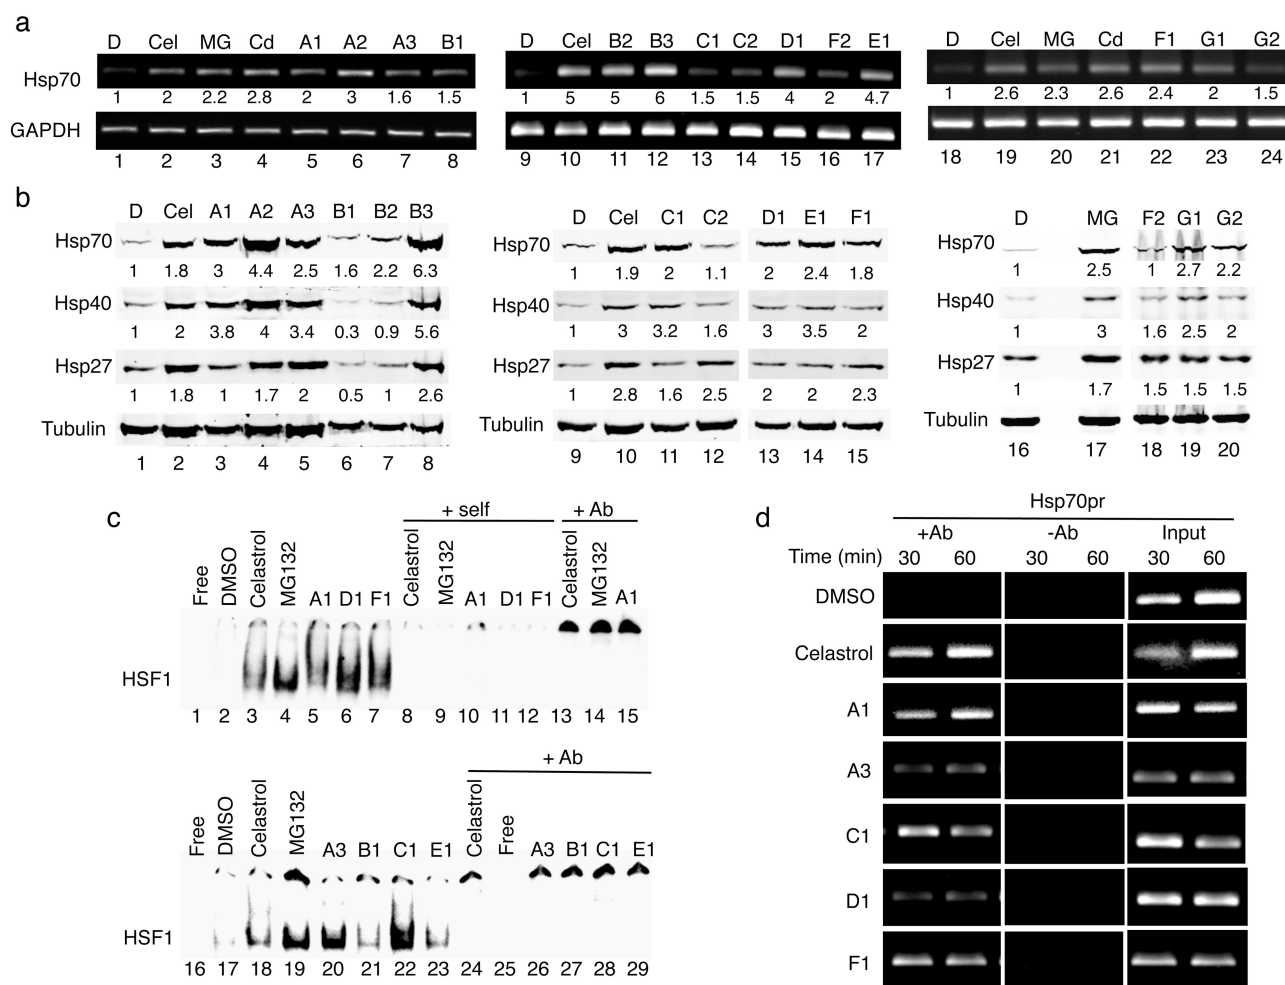 a
D Cel MG Cd A1 A2 A3 B1
Hsp70
1 2 2.2 2.8 2 3 1.6 1.5
GAPDH
1 2 3 4 5 6 7 8
D Cel B2 B3 C1 C2 D1 F2 E1
1 5 5 6 1.5 1.5 4 2 4.7
9 10 11 12 13 14 15 16 17
D Cel MG Cd F1 G1 G2
1 2.6 2.3 2.6 2.4 2 1.5
18 19 20 21 22 23 24
b
D Cel A1 A2 A3 B1 B2 B3
Hsp70
1 1.8 3 4.4 2.5 1.6 2.2 6.3
Hsp40
1 2 3.8 4 3.4 0.3 0.9 5.6
Hsp27
1 1.8 1 1.7 2 0.5 1 2.6
Tubulin
1 2 3 4 5 6 7 8
D Cel C1 C2 D1 E1 F1
Hsp70
1 1.9 2 1.1 2 2.4 1.8
Hsp40
1 3 3.2 1.6 3 3.5 2
Hsp27
1 2.8 1.6 2.5 2 2 2.3
Tubulin
9 10 11 12 13 14 15
D MG F2 G1 G2
Hsp70
1 2.5 1 2.7 2.2
Hsp40
1 3 1.6 2.5 2
Hsp27
1 1.7 1.5 1.5 1.5
Tubulin
16 17 18 19 20
c
+ self + Ab
Free DMSO Celastrol MG132 A1 D1 F1 Celastrol MG132 A1 D1 F1 Celastrol MG132 A1
HSF1
1 2 3 4 5 6 7 8 9 10 11 12 13 14 15
+ Ab
Free DMSO Celastrol MG132 A3 B1 C1 E1 Celastrol Free A3 B1 C1 E1
HSF1
16 17 18 19 20 21 22 23 24 25 26 27 28 29
d
Hsp70pr
+Ab -Ab Input
Time (min) 30 60 30 60 30 60
DMSO
Celastrol
A1
A3
C1
D1
F1